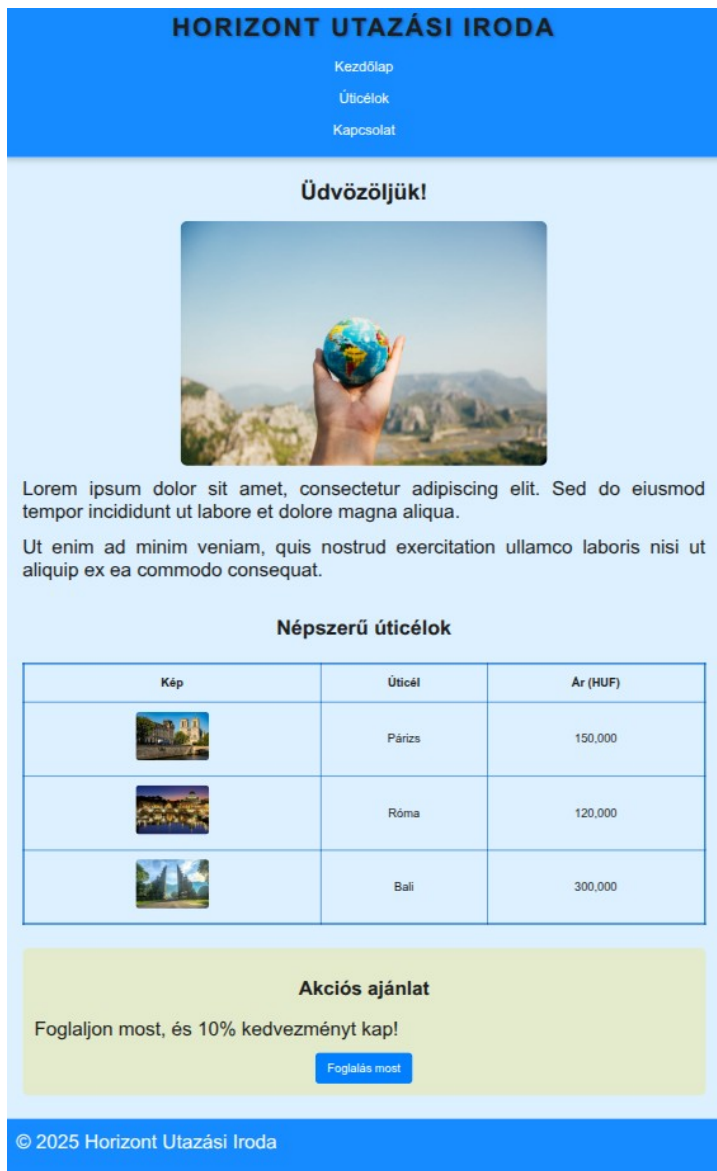 HORIZONT UTAZÁSI IRODA
Kezdőlap
Úticélok
Kapcsolat
Üdvözöljük!
Lorem ipsum dolor sit amet, consectetur adipiscing elit. Sed do eiusmod
tempor incididunt ut labore et dolore magna aliqua.
Ut enim ad minim veniam, quis nostrud exercitation ullamco laboris nisi ut
aliquip ex ea commodo consequat.
Népszerű úticélok
Kép Úticél Ár (HUF)
Párizs 150,000
Róma 120,000
Bali 300,000
Akciós ajánlat
Foglaljon most, és 10% kedvezményt kap!
Foglalás most
© 2025 Horizont Utazási Iroda